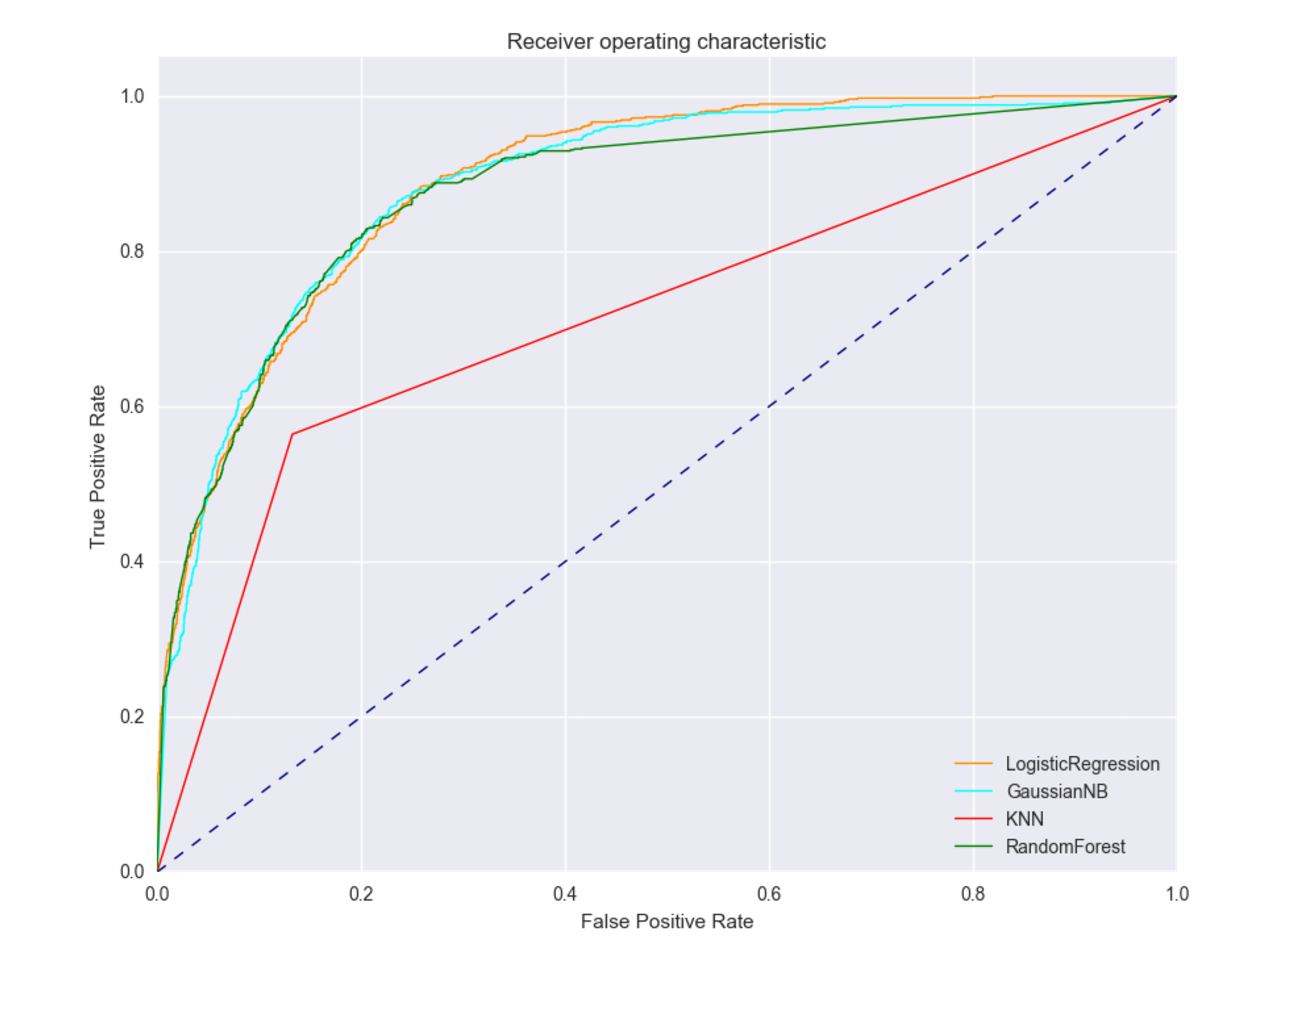 Receiver operating characteristic
1.0
0.8
0.6
0.4
0.2
0.0
True Positive Rate
0.0 0.2 0.4 0.6 0.8 1.0
False Positive Rate
LogisticRegression
GaussianNB
KNN
RandomForest